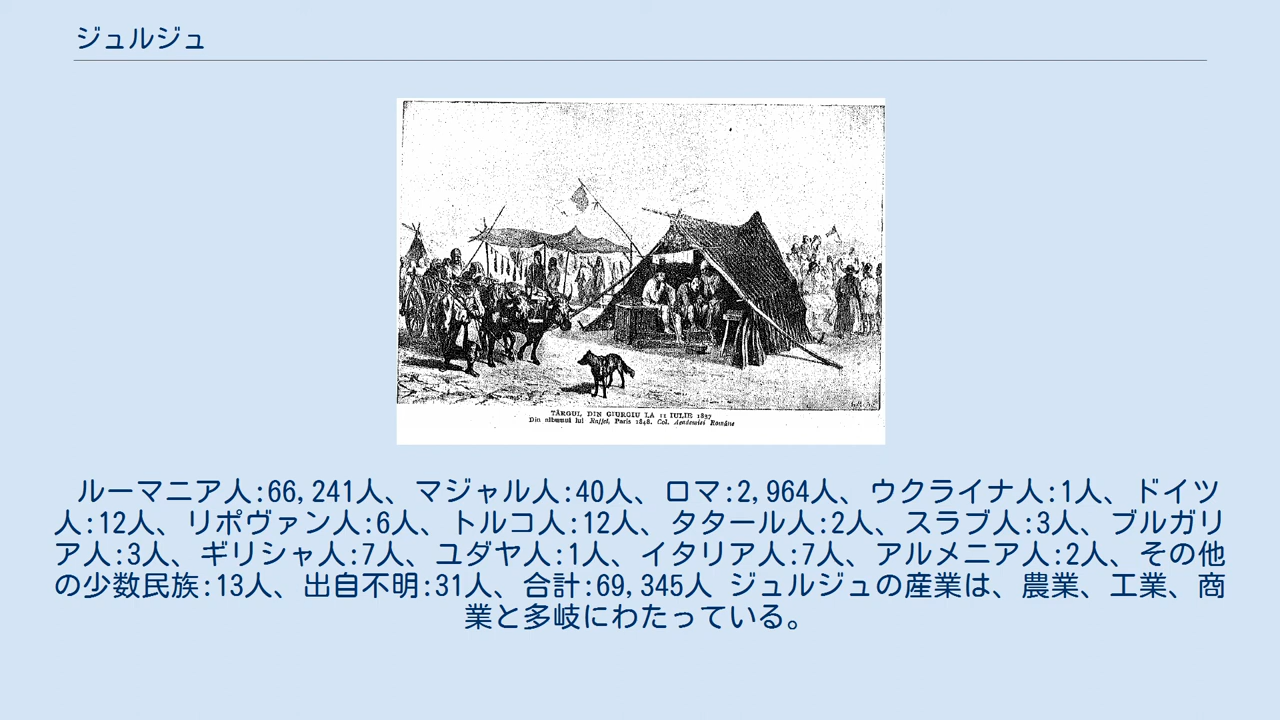 ジュルジュ
TÂRGUL DIN GIURGIU LA 11 IULIE 1837
Din albumul lui Raffet, Paris 1848. Col. Academiei Române
ルーマニア人:66,241人、マジャル人:40人、ロマ:2,964人、ウクライナ人:1人、ドイツ
人:12人、リポヴァン人:6人、トルコ人:12人、タタール人:2人、スラブ人:3人、ブルガリ
ア人:3人、ギリシャ人:7人、ユダヤ人:1人、イタリア人:7人、アルメニア人:2人、その他
の少数民族:13人、出自不明:31人、合計:69,345人 ジュルジュの産業は、農業、工業、商
業と多岐にわたっている。